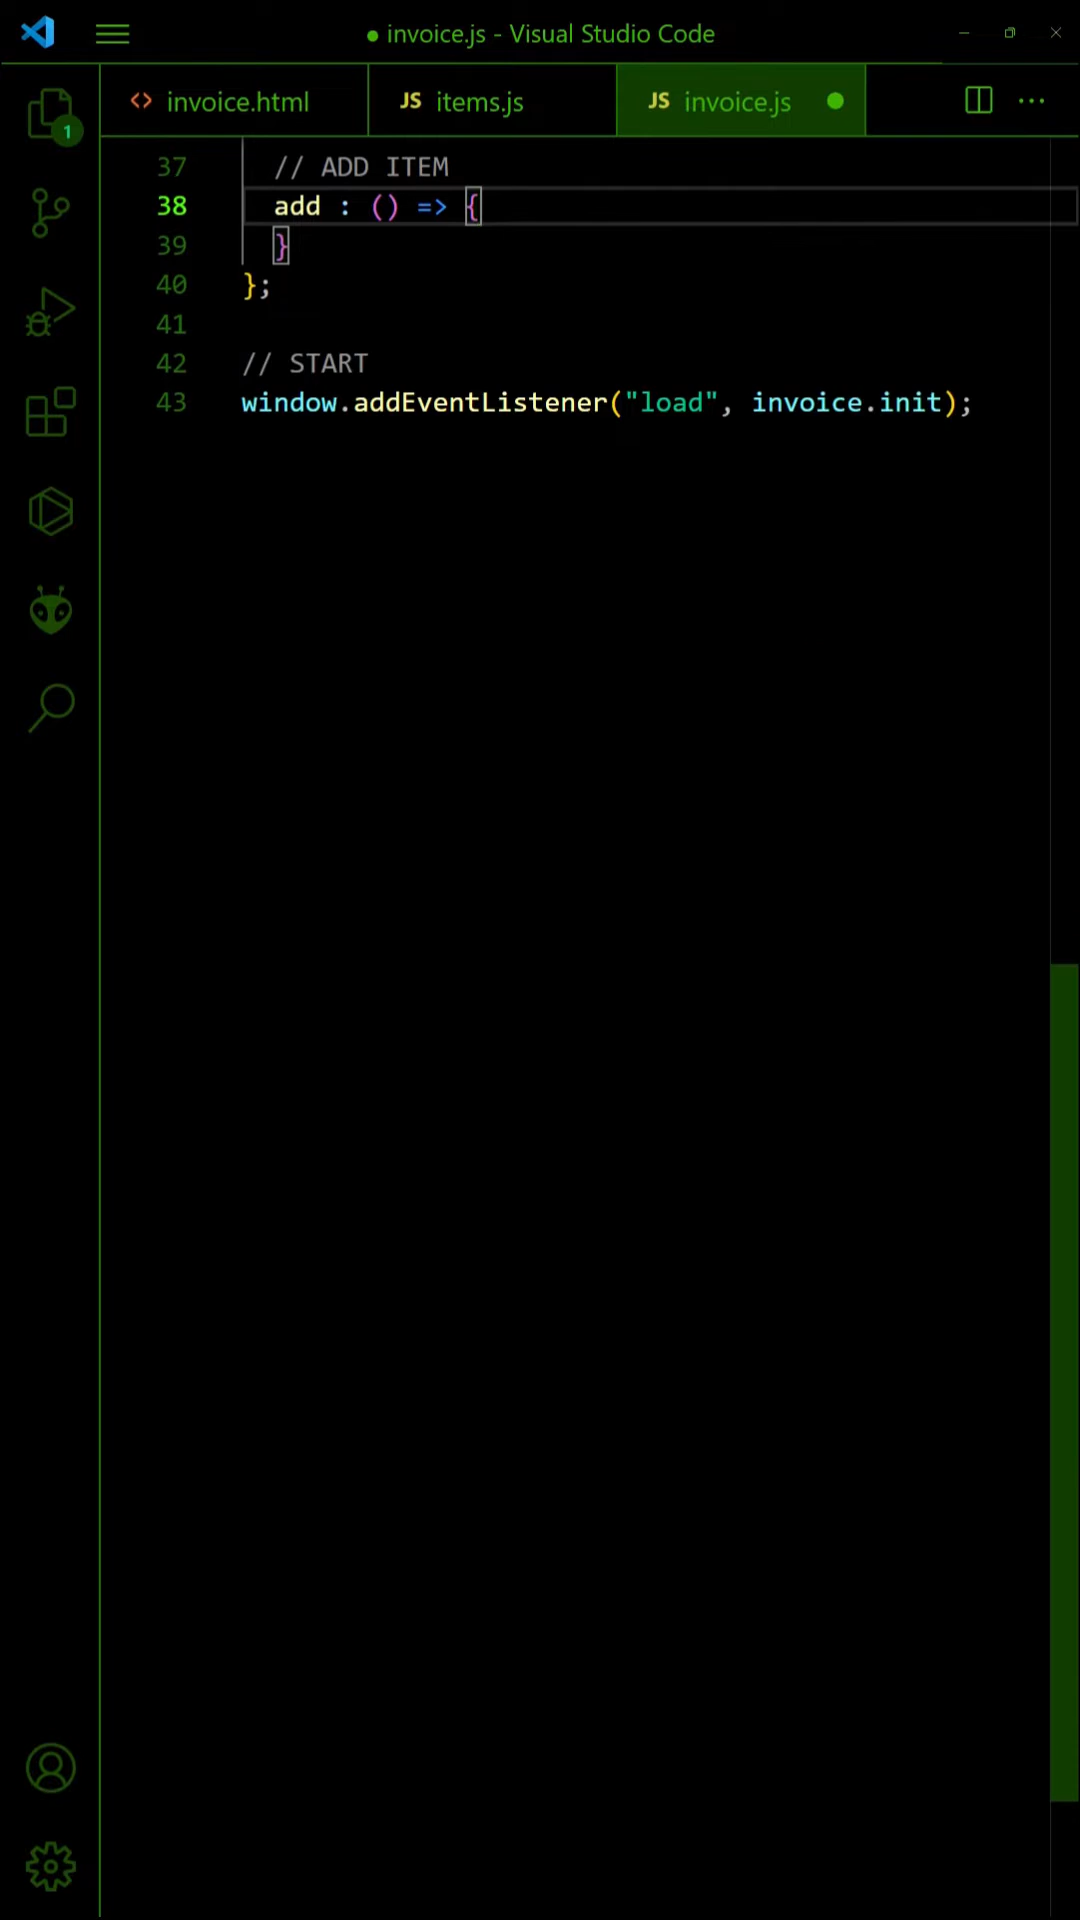 ● invoice.js - Visual Studio Code
<> invoice.html
JS items.js
JS invoice.js
1
37 // ADD ITEM
38 add : () => {
39 }
40 };
41
42 // START
43 window.addEventListener("load", invoice.init);